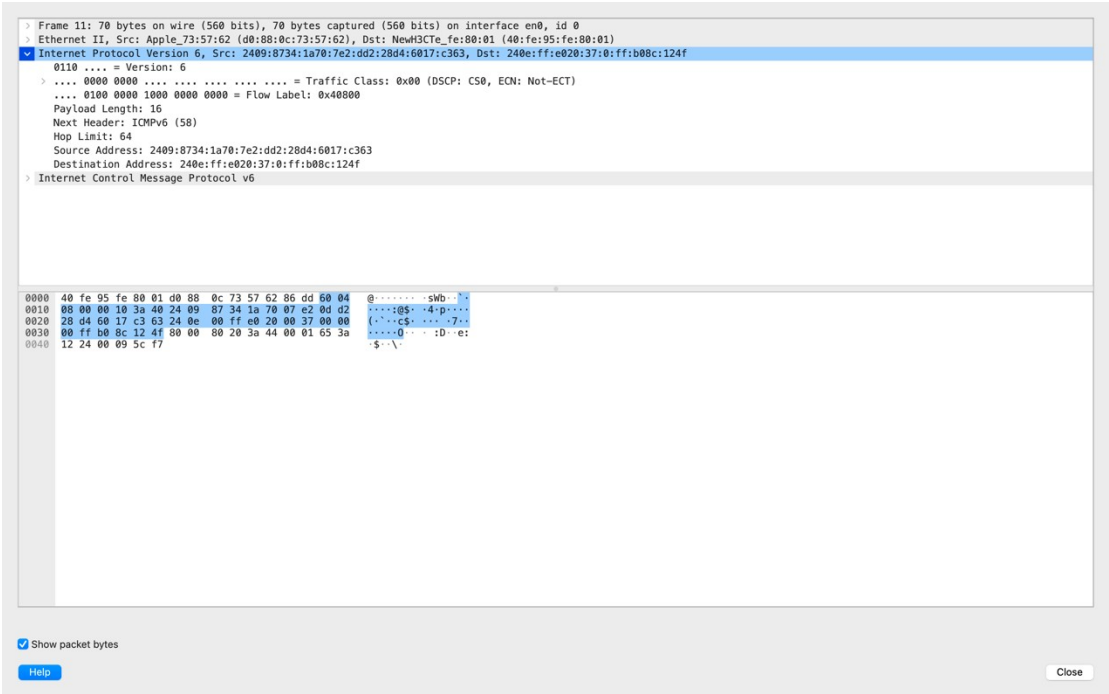 Frame 11: 70 bytes on wire (560 bits), 70 bytes captured (560 bits) on interface en0, id 0
Ethernet II, Src: Apple_73:57:62 (d0:88:0c:73:57:62), Dst: NewH3CTe_fe:80:01 (40:fe:95:fe:80:01)
Internet Protocol Version 6, Src: 2409:8734:1a70:7e2:dd2:28d4:6017:c363, Dst: 240e:ff:e020:37:0:ff:b08c:124f
0110 .... = Version: 6
.... 0000 0000 .... .... .... .... .... = Traffic Class: 0x00 (DSCP: CS0, ECN: Not-ECT)
.... 0100 0000 1000 0000 0000 = Flow Label: 0x40800
Payload Length: 16
Next Header: ICMPv6 (58)
Hop Limit: 64
Source Address: 2409:8734:1a70:7e2:dd2:28d4:6017:c363
Destination Address: 240e:ff:e020:37:0:ff:b08c:124f
Internet Control Message Protocol v6
0000 40 fe 95 fe 80 01 d0 88 0c 73 57 62 86 dd 60 04 @······· ·sWb··`·
0010 08 00 00 10 3a 40 24 09 87 34 1a 70 07 e2 0d d2 ····:@$· ·4·p····
0020 28 d4 60 17 c3 63 24 0e 00 ff e0 20 00 37 00 00 (·`··c$· ··· ·7··
0030 00 ff b0 8c 12 4f 80 00 80 20 3a 44 00 01 65 3a ·····O·· · :D··e:
0040 12 24 00 09 5c f7 ·$··\·
Show packet bytes
Help
Close